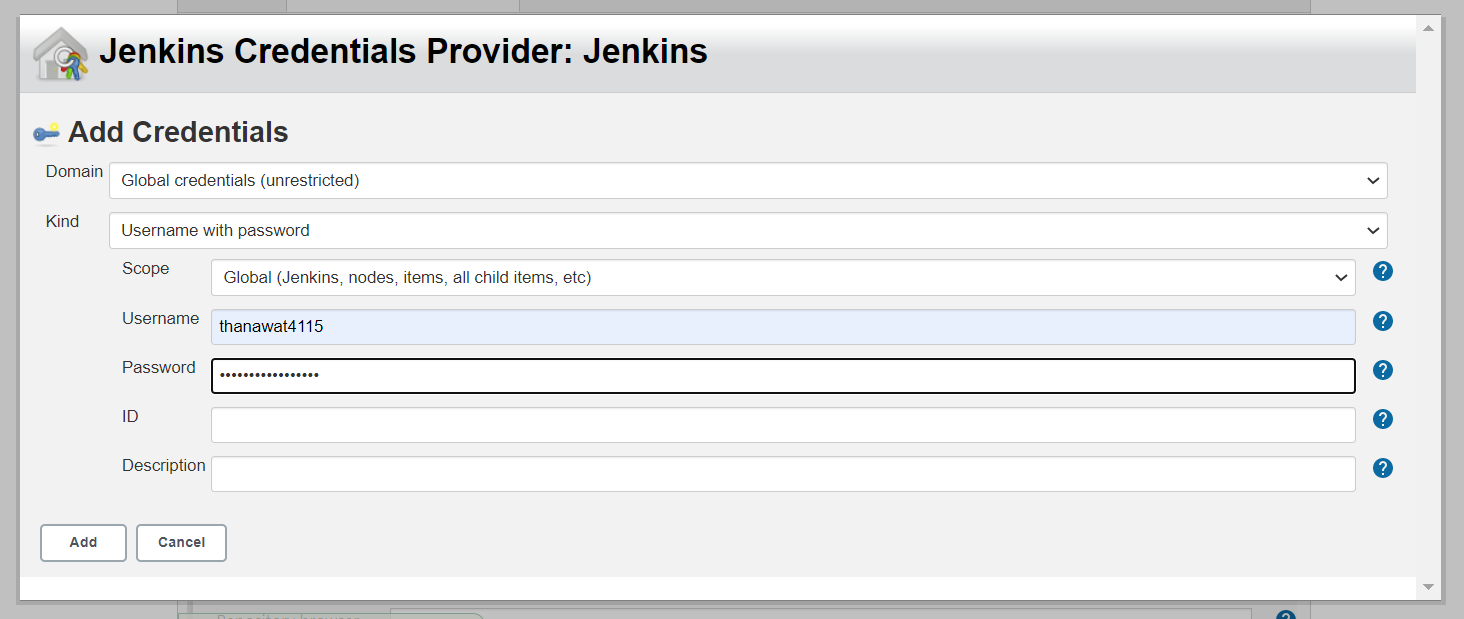 Jenkins Credentials Provider: Jenkins
Add Credentials
Domain
Global credentials (unrestricted)
Kind
Username with password
Scope
Global (Jenkins, nodes, items, all child items, etc)
?
Username
thanawat4115
?
Password
•••••••••••••••••
?
ID
?
Description
?
Add
Cancel